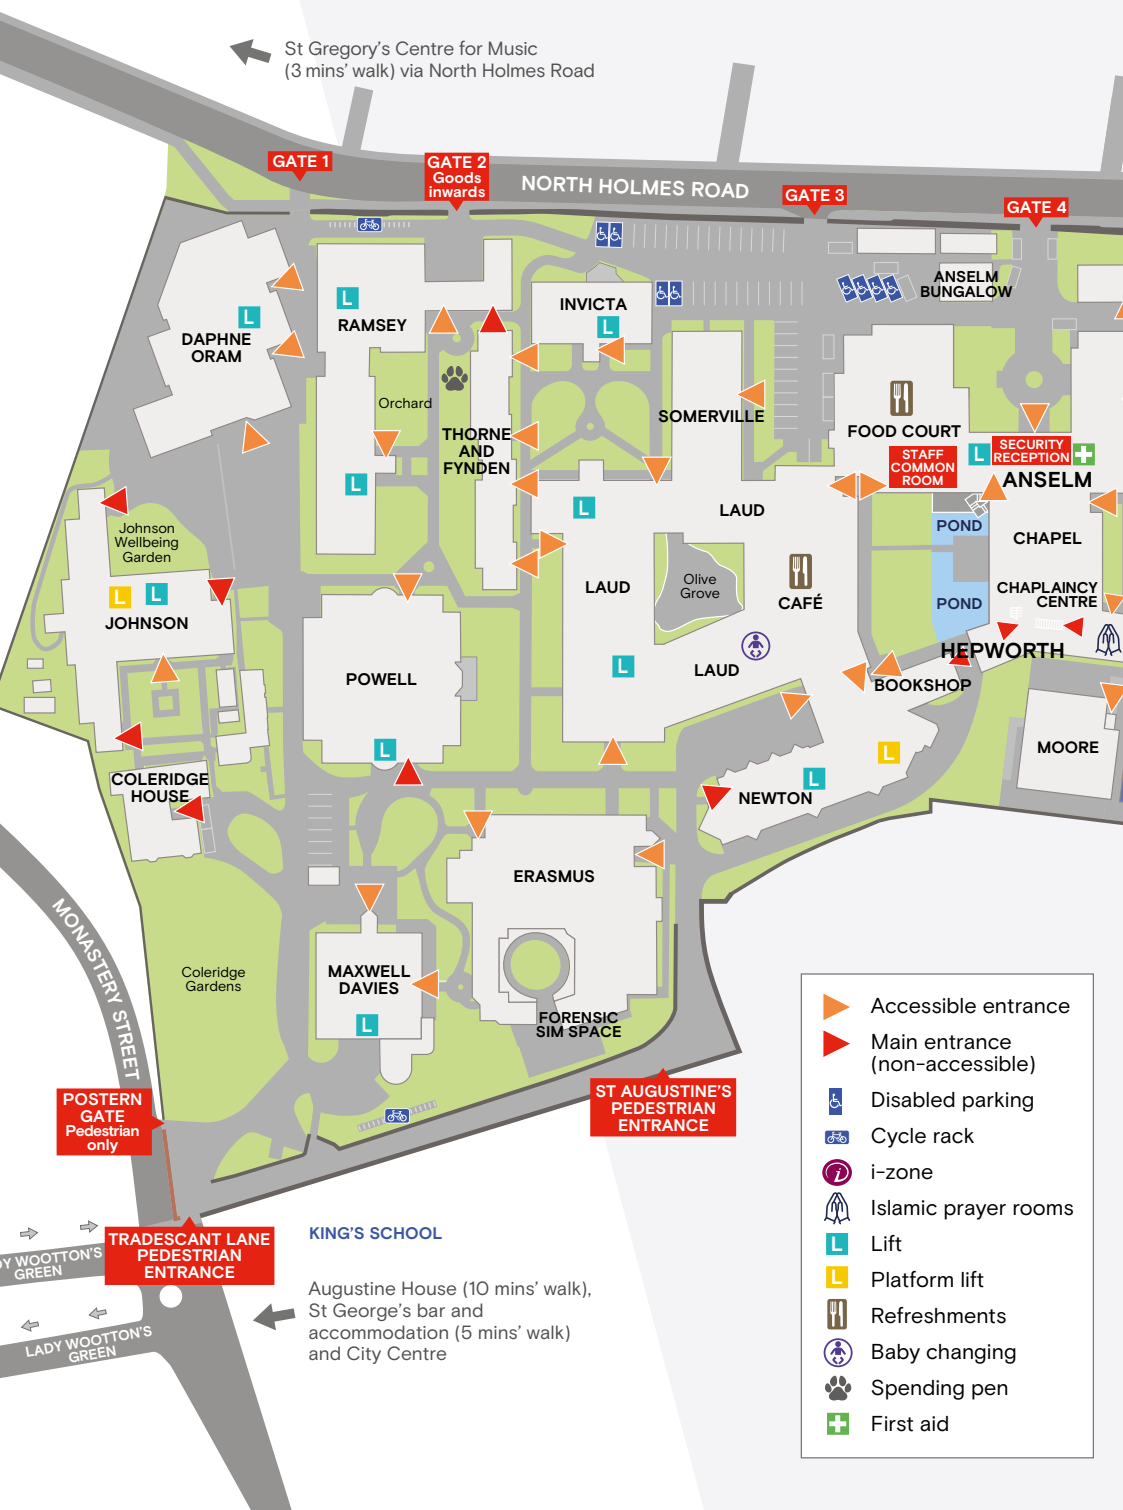 St Gregory's Centre for Music
(3 mins' walk) via North Holmes Road
GATE 1
GATE 2
Goods
inwards
NORTH HOLMES ROAD
GATE 3
GATE 4
ANSELM
BUNGALOW
INVICTA
L
L
L
RAMSEY
DAPHNE
ORAM
Orchard
SOMERVILLE
THORNE
AND
FYNDEN
FOOD COURT
STAFF
COMMON
ROOM
L
SECURITY
RECEPTION
ANSELM
L
L
LAUD
POND
CHAPEL
Johnson
Wellbeing
Garden
L
L
JOHNSON
LAUD
Olive
Grove
CAFÉ
POND
CHAPLAINCY
CENTRE
HEPWORTH
POWELL
L
LAUD
BOOKSHOP
L
L
MOORE
COLERIDGE
HOUSE
L
NEWTON
ERASMUS
MONASTERY STREET
Coleridge
Gardens
MAXWELL
DAVIES
L
FORENSIC
SIM SPACE
POSTERN
GATE
Pedestrian
only
ST AUGUSTINE'S
PEDESTRIAN
ENTRANCE
TRADESCANT LANE
PEDESTRIAN
ENTRANCE
DY WOOTTON'S
GREEN
LADY WOOTTON'S
GREEN
KING'S SCHOOL
Augustine House (10 mins' walk),
St George's bar and
accommodation (5 mins' walk)
and City Centre
Accessible entrance
Main entrance
(non-accessible)
Disabled parking
Cycle rack
i i-zone
Islamic prayer rooms
L Lift
L Platform lift
Refreshments
Baby changing
Spending pen
First aid